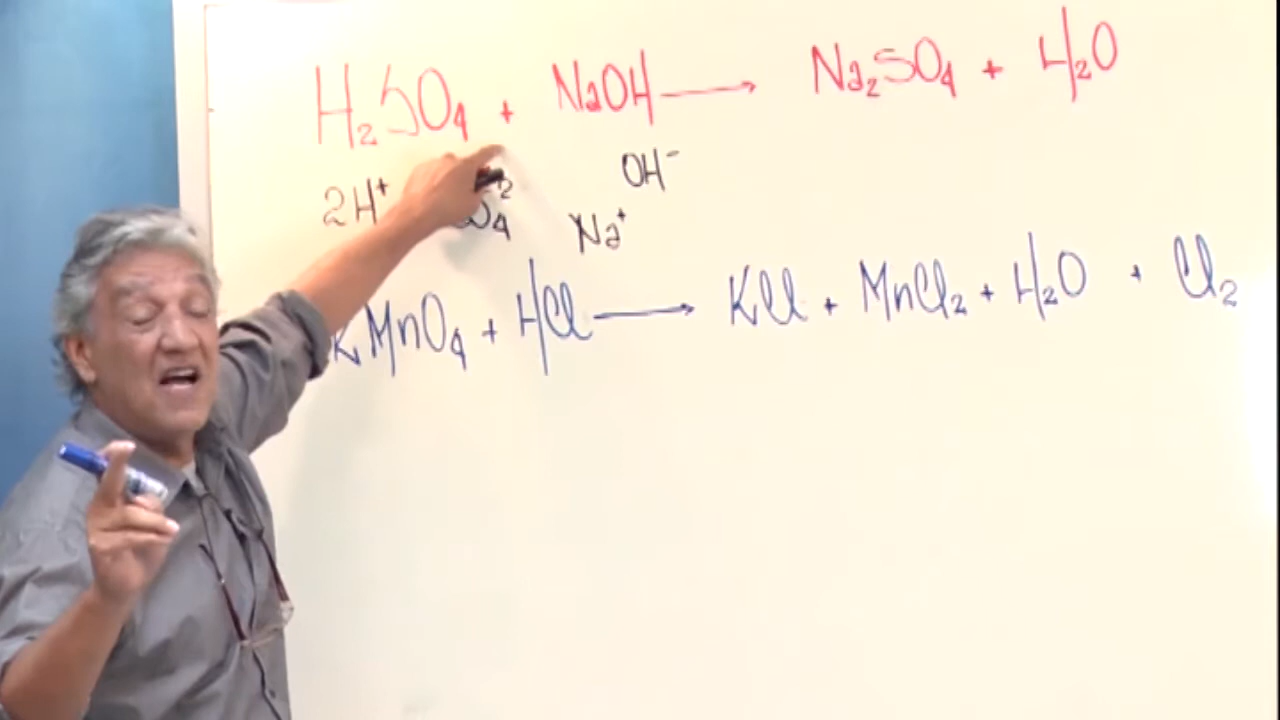 H₂SO₄ + NaOH → Na₂SO₄ + H₂O
2H⁺ OH⁻
Na⁺
KMnO₄ + HCl → KCl + MnCl₂ + H₂O + Cl₂